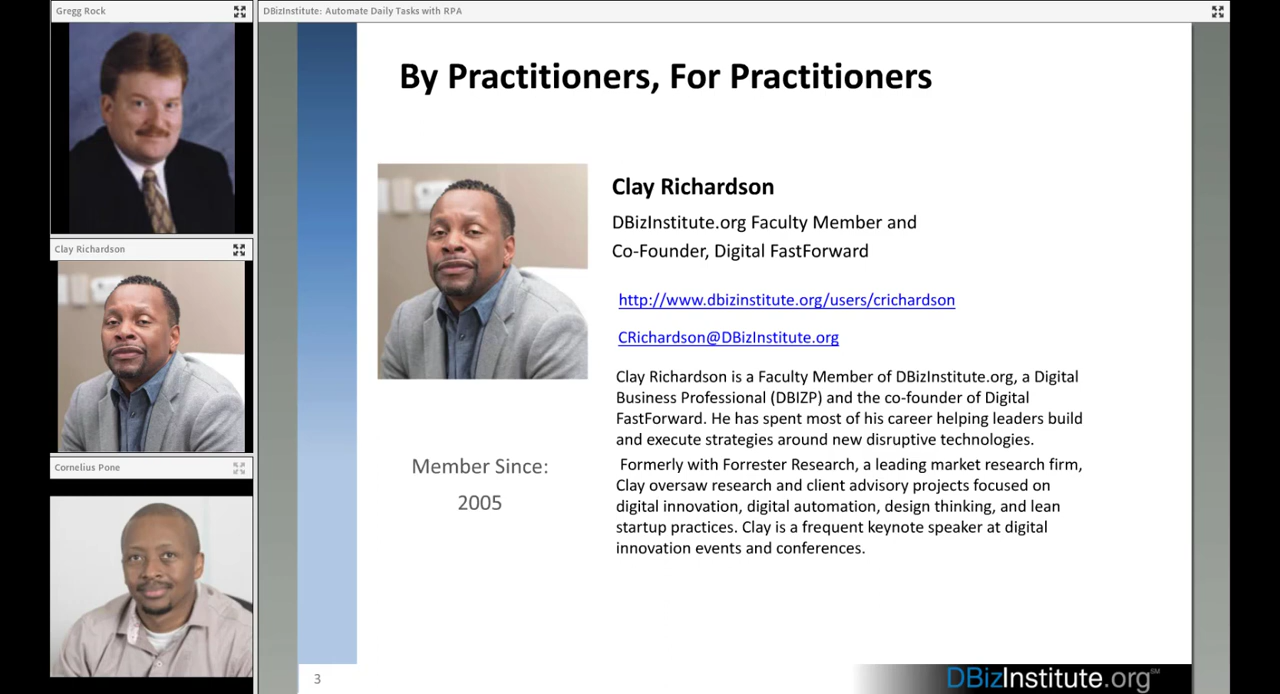 Gregg Rock
DBizInstitute: Automate Daily Tasks with RPA
By Practitioners, For Practitioners
Clay Richardson
Clay Richardson
DBizInstitute.org Faculty Member and
Co-Founder, Digital FastForward
http://www.dbizinstitute.org/users/crichardson
CRichardson@DBizInstitute.org
Clay Richardson is a Faculty Member of DBizInstitute.org, a Digital
Business Professional (DBIZP) and the co-founder of Digital
FastForward. He has spent most of his career helping leaders build
and execute strategies around new disruptive technologies.
Formerly with Forrester Research, a leading market research firm,
Clay oversaw research and client advisory projects focused on
digital innovation, digital automation, design thinking, and lean
startup practices. Clay is a frequent keynote speaker at digital
innovation events and conferences.
Member Since:
2005
Cornelius Pone
3
DBizInstitute.org℠